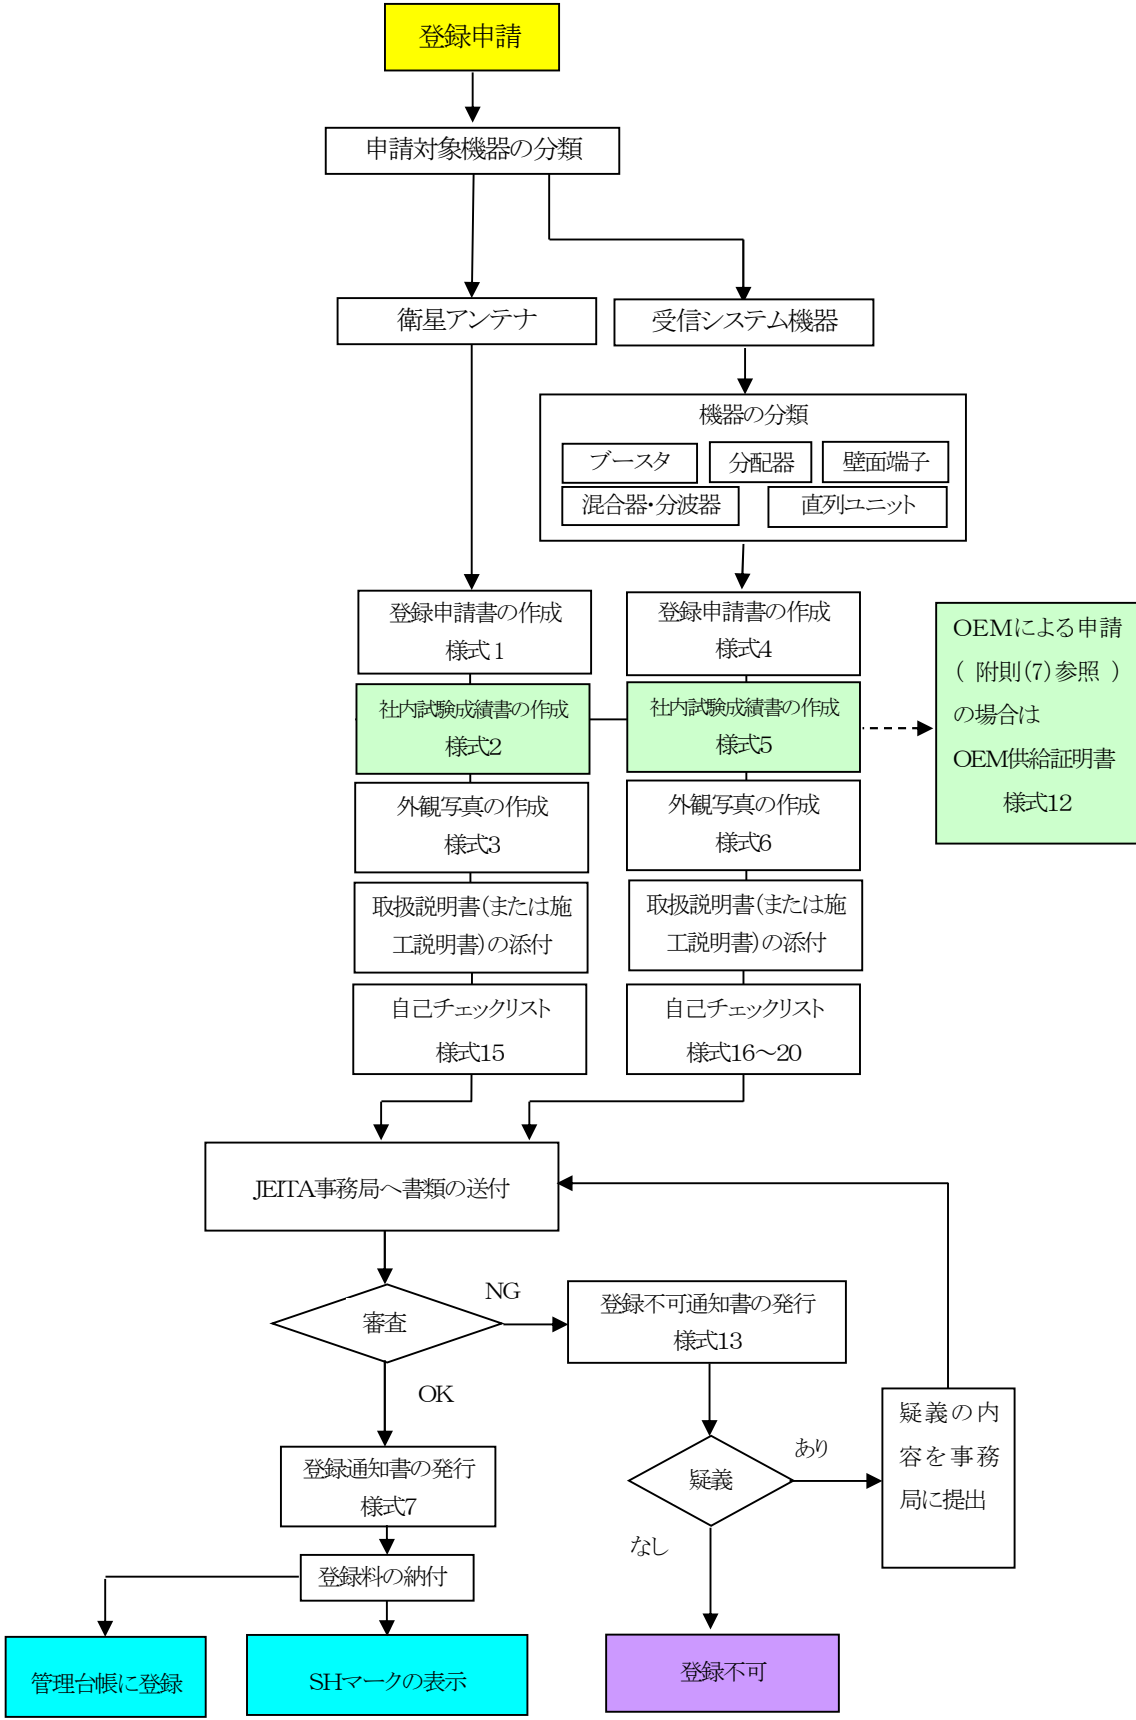 登録申請
申請対象機器の分類
衛星アンテナ
受信システム機器
機器の分類
ブースタ
分配器
壁面端子
混合器・分波器
直列ユニット
登録申請書の作成
様式1
社内試験成績書の作成
様式2
外観写真の作成
様式3
取扱説明書(または施
工説明書)の添付
自己チェックリスト
様式15
登録申請書の作成
様式4
社内試験成績書の作成
様式5
外観写真の作成
様式6
取扱説明書(または施
工説明書)の添付
自己チェックリスト
様式16～20
OEMによる申請
( 附則(7)参照 )
の場合は
OEM供給証明書
様式12
JEITA事務局へ書類の送付
審査
NG
OK
登録不可通知書の発行
様式13
疑義
あり
なし
疑義の内
容を事務
局に提出
登録通知書の発行
様式7
登録料の納付
管理台帳に登録
SHマークの表示
登録不可